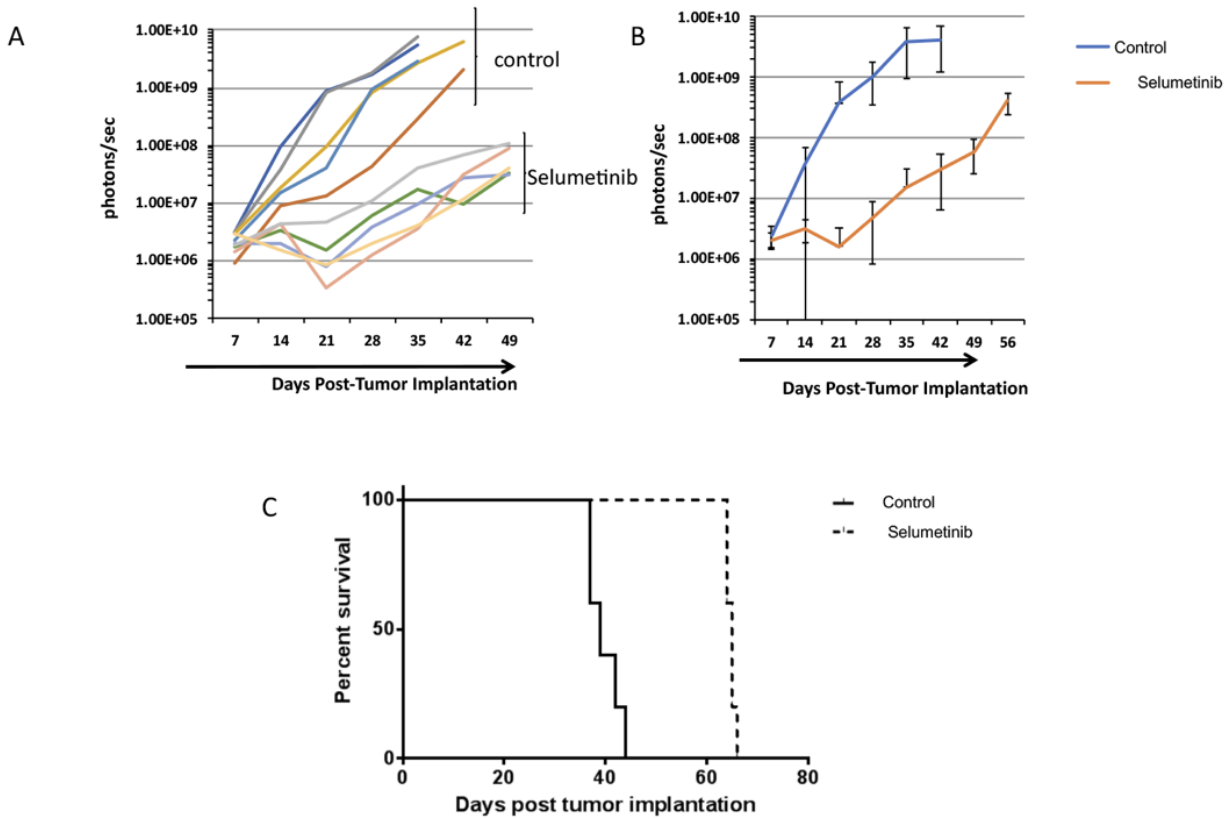 A
1.00E+10
1.00E+09
1.00E+08
1.00E+07
1.00E+06
1.00E+05
photons/sec
control
Selumetinib
7 14 21 28 35 42 49
Days Post-Tumor Implantation
B
1.00E+10
1.00E+09
1.00E+08
1.00E+07
1.00E+06
1.00E+05
photons/sec
7 14 21 28 35 42 49 56
Days Post-Tumor Implantation
Control
Selumetinib
C
100
50
0
Percent survival
0 20 40 60 80
Days post tumor implantation
Control
Selumetinib